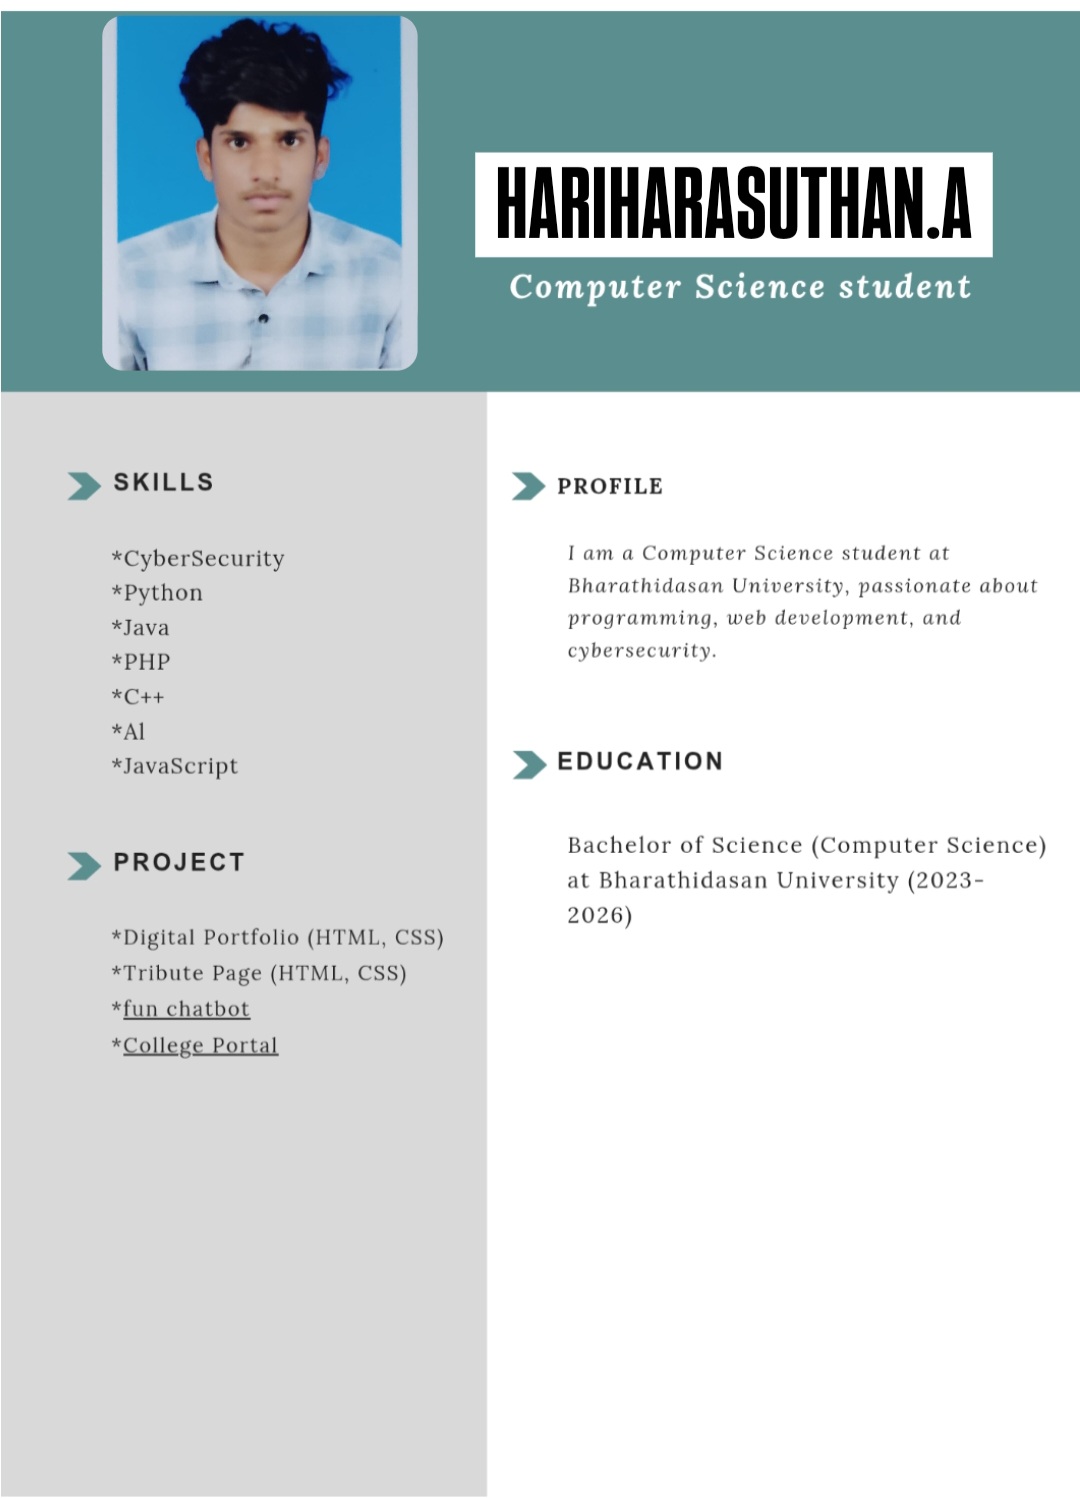 HARIHARASUTHAN.A
Computer Science student
SKILLS
*CyberSecurity
*Python
*Java
*PHP
*C++
*Al
*JavaScript
PROJECT
*Digital Portfolio (HTML, CSS)
*Tribute Page (HTML, CSS)
*fun chatbot
*College Portal
PROFILE
I am a Computer Science student at
Bharathidasan University, passionate about
programming, web development, and
cybersecurity.
EDUCATION
Bachelor of Science (Computer Science)
at Bharathidasan University (2023-
2026)